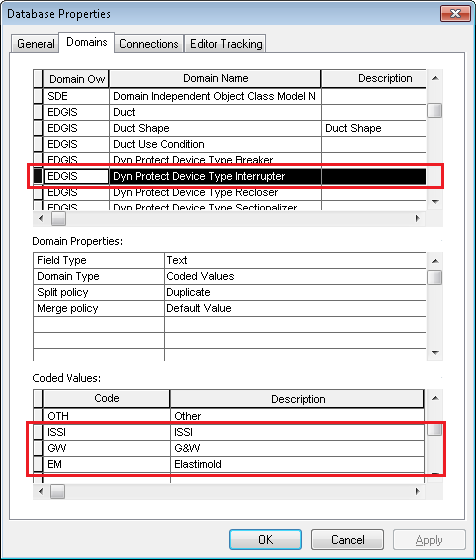 Database Properties
General Domains Connections Editor Tracking
Domain Ow Domain Name Description
SDE Domain Independent Object Class Model N
EDGIS Duct
EDGIS Duct Shape Duct Shape
EDGIS Duct Use Condition
EDGIS Dyn Protect Device Type Breaker
EDGIS Dyn Protect Device Type Interrupter
EDGIS Dyn Protect Device Type Recloser
EDGIS Dyn Protect Device Type Sectionalizer
Domain Properties:
Field Type Text
Domain Type Coded Values
Split policy Duplicate
Merge policy Default Value
Coded Values:
Code Description
OTH Other
ISSI ISSI
GW G&W
EM Elastimold
OK Cancel Apply